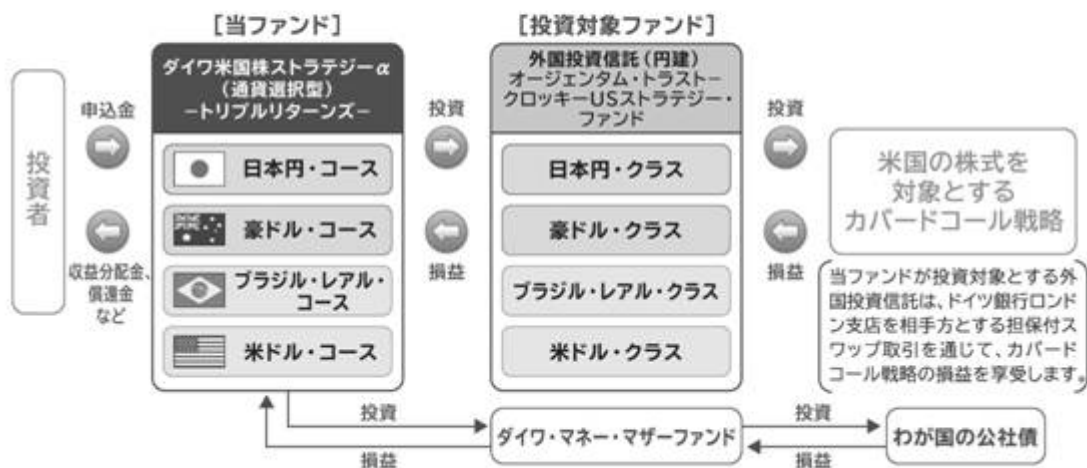 ［当ファンド］
［投資対象ファンド］
投資者
申込金
収益分配金、
償還金
など
ダイワ米国株ストラテジーα
（通貨選択型）
－トリプルリターンズ－
日本円・コース
豪ドル・コース
ブラジル・レアル・
コース
米ドル・コース
投資
損益
外国投資信託（円建）
オージェンタム・トラスト－
クロッキーUSストラテジー・
ファンド
日本円・クラス
豪ドル・クラス
ブラジル・レアル・クラス
米ドル・クラス
投資
損益
米国の株式を
対象とする
カバードコール戦略
当ファンドが投資対象とする外
国投資信託は、ドイツ銀行ロンド
ン支店を相手方とする担保付ス
ワップ取引を通じて、カバード
コール戦略の損益を享受します。
投資
損益
ダイワ・マネー・マザーファンド
投資
損益
わが国の公社債